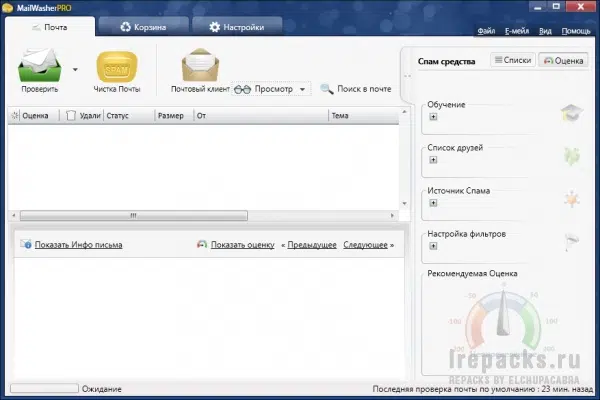 MailWasherPRO
Почта
Корзина
Настройки
Файл Е-мейл Вид Помощь
Проверить
SPAM
Чистка Почты
Почтовый клиент
Просмотр
Поиск в почте
Спам средства
Списки
Оценка
Оценка Удали Статус Размер От Тема
Обучение
Список друзей
Источник Спама
Настройка фильтров
Рекомендуемая Оценка
Показать Инфо письма
Показать оценку « Предыдущее Следующее »
0
lrepacks.ru
REPACKS BY ELCHUPACABRA
Ожидание
Последняя проверка почты по умолчанию : 23 мин. назад